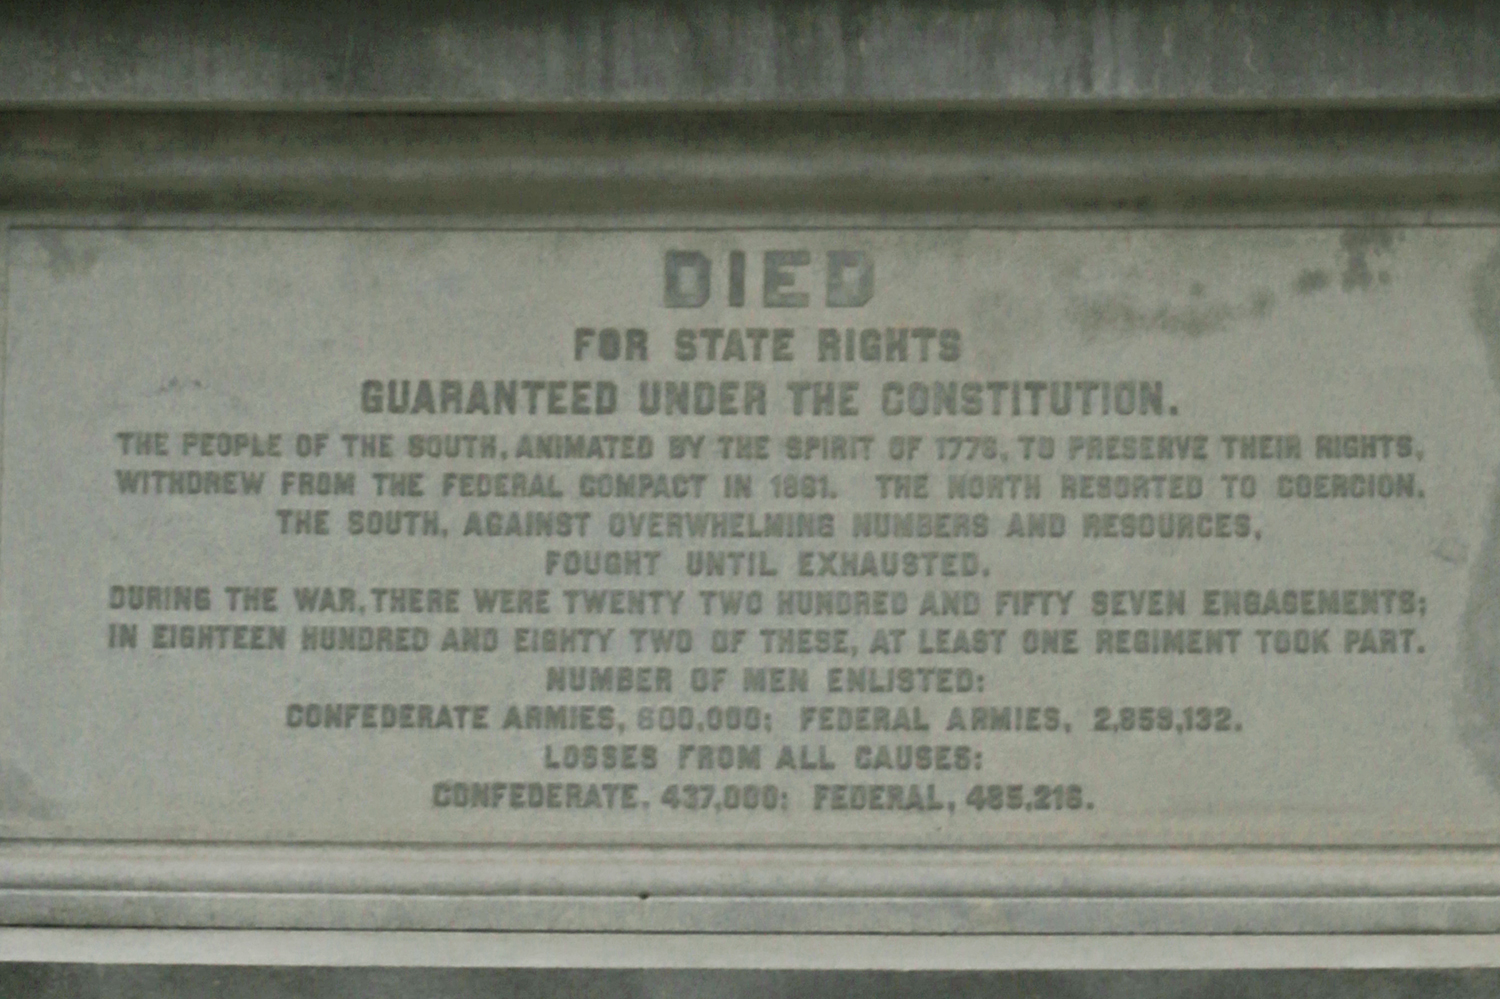 DIED
FOR STATE RIGHTS
GUARANTEED UNDER THE CONSTITUTION.
THE PEOPLE OF THE SOUTH, ANIMATED BY THE SPIRIT OF 1776, TO PRESERVE THEIR RIGHTS,
WITHDREW FROM THE FEDERAL COMPACT IN 1861. THE NORTH RESORTED TO COERCION.
THE SOUTH, AGAINST OVERWHELMING NUMBERS AND RESOURCES,
FOUGHT UNTIL EXHAUSTED.
DURING THE WAR, THERE WERE TWENTY TWO HUNDRED AND FIFTY SEVEN ENGAGEMENTS;
IN EIGHTEEN HUNDRED AND EIGHTY TWO OF THESE, AT LEAST ONE REGIMENT TOOK PART.
NUMBER OF MEN ENLISTED:
CONFEDERATE ARMIES, 600,000; FEDERAL ARMIES, 2,859,132.
LOSSES FROM ALL CAUSES:
CONFEDERATE, 437,000; FEDERAL, 485,216.